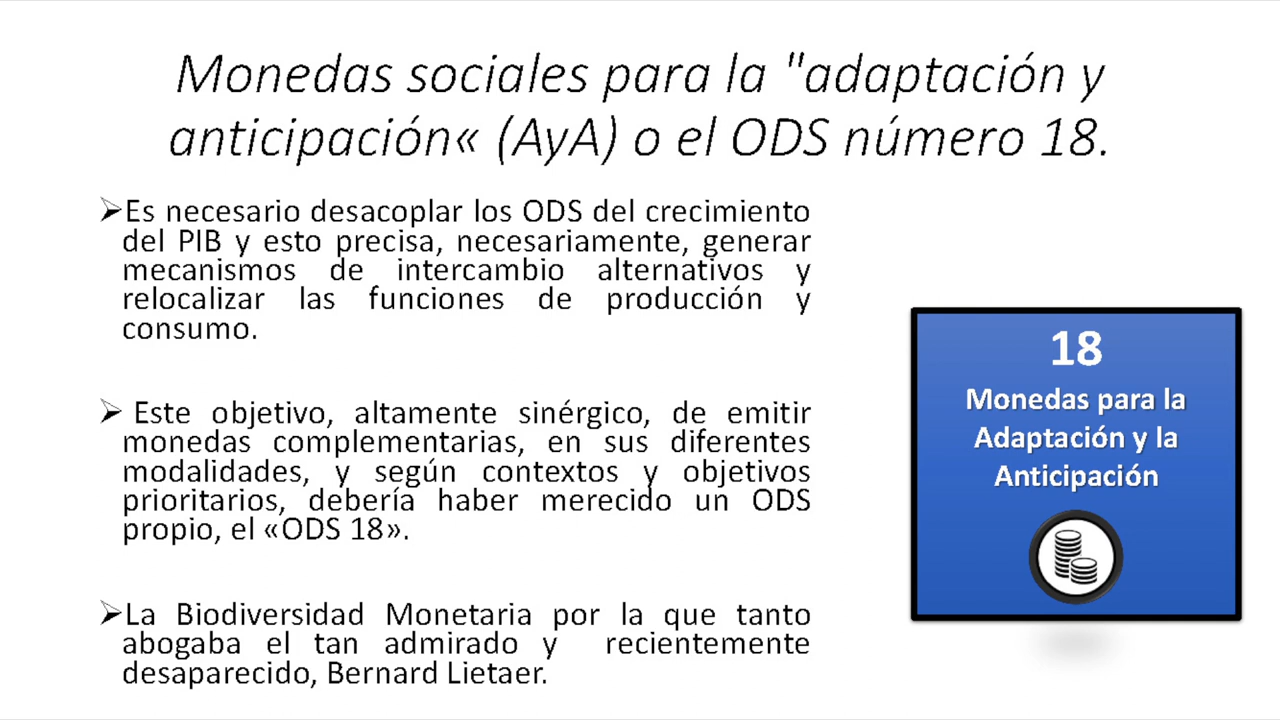 Monedas sociales para la "adaptación y
anticipación« (AyA) o el ODS número 18.
Es necesario desacoplar los ODS del crecimiento
del PIB y esto precisa, necesariamente, generar
mecanismos de intercambio alternativos y
relocalizar las funciones de producción y
consumo.
Este objetivo, altamente sinérgico, de emitir
monedas complementarias, en sus diferentes
modalidades, y según contextos y objetivos
prioritarios, debería haber merecido un ODS
propio, el «ODS 18».
La Biodiversidad Monetaria por la que tanto
abogaba el tan admirado y recientemente
desaparecido, Bernard Lietaer.
18
Monedas para la
Adaptación y la
Anticipación